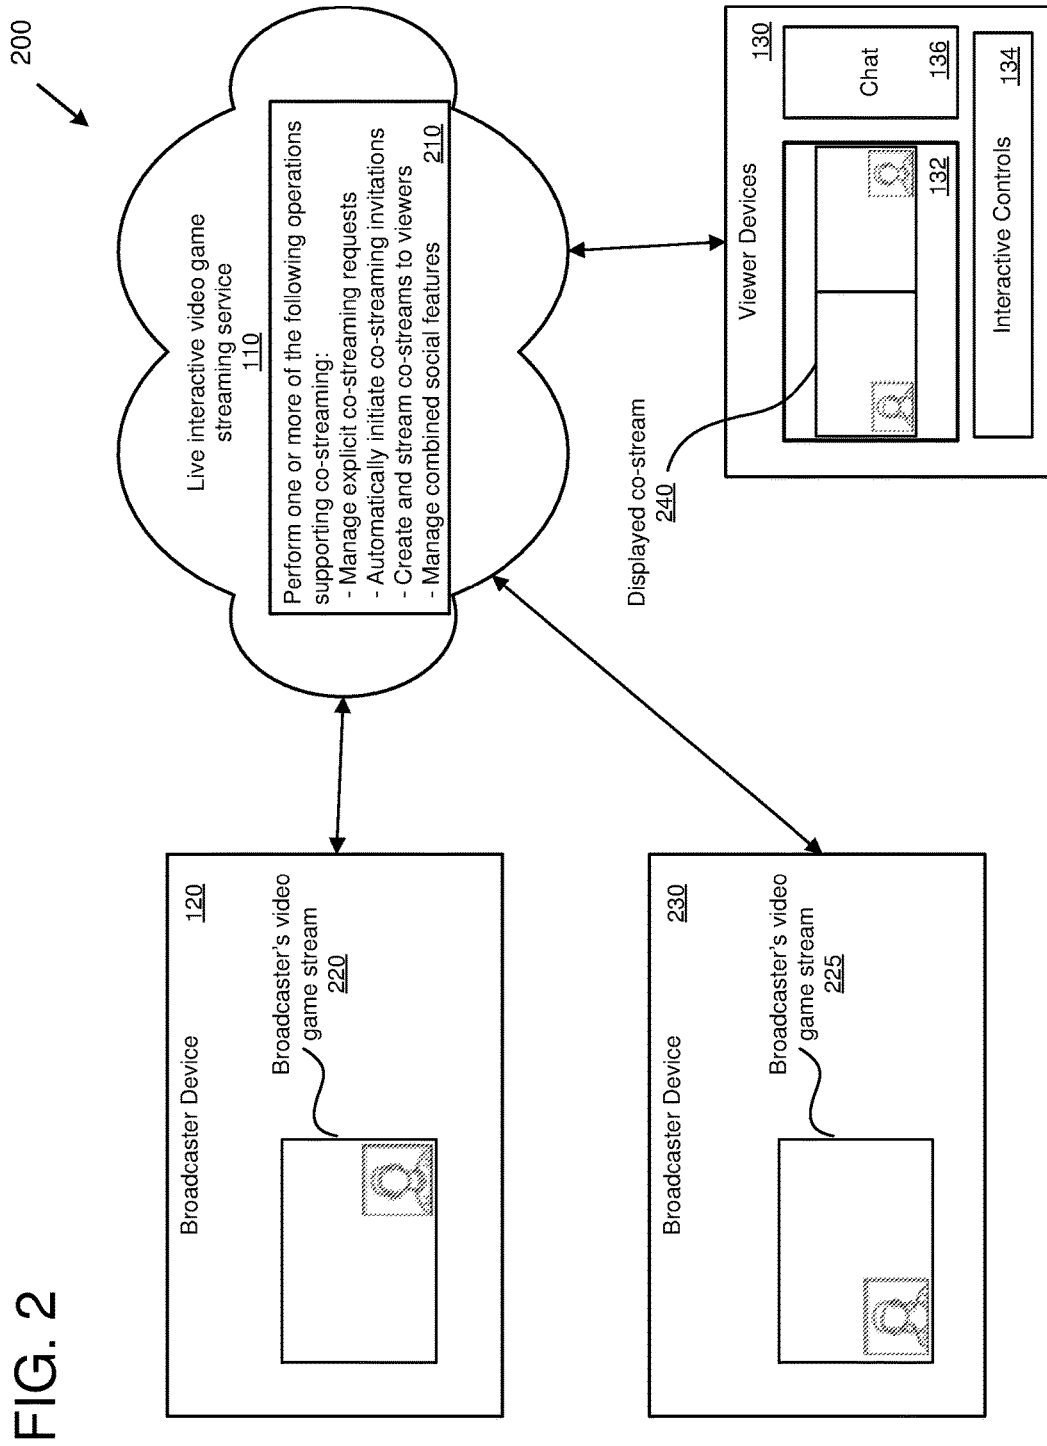 FIG. 2
200
Live interactive video game
streaming service
110
Perform one or more of the following operations
supporting co-streaming:
- Manage explicit co-streaming requests
- Automatically initiate co-streaming invitations
- Create and stream co-streams to viewers
- Manage combined social features
210
Broadcaster Device
120
Broadcaster's video
game stream
220
Broadcaster Device
230
Broadcaster's video
game stream
225
Displayed co-stream
240
Viewer Devices
130
132
Chat
136
Interactive Controls
134